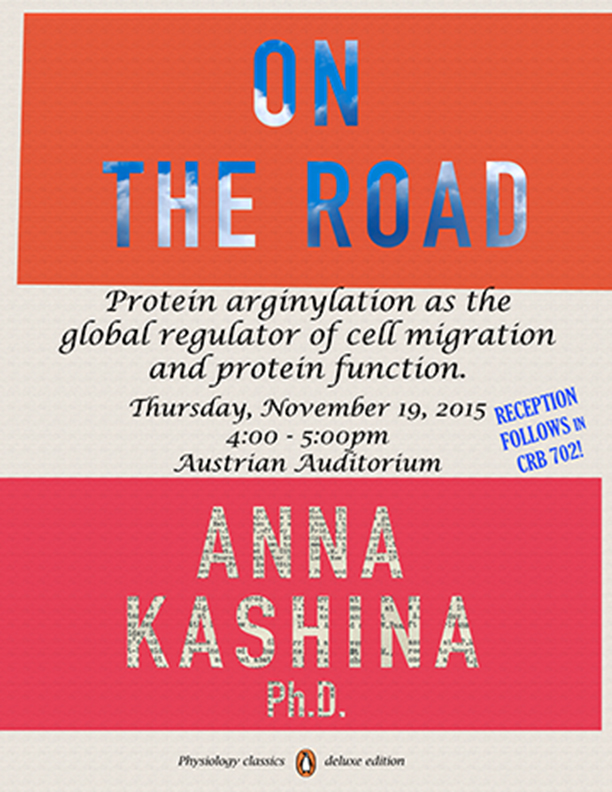 ON
THE ROAD
Protein arginylation as the
global regulator of cell migration
and protein function.
Thursday, November 19, 2015
4:00 - 5:00pm
Austrian Auditorium
RECEPTION
FOLLOWS IN
CRB 702!
ANNA
KASHINA
Ph.D.
Physiology classics deluxe edition